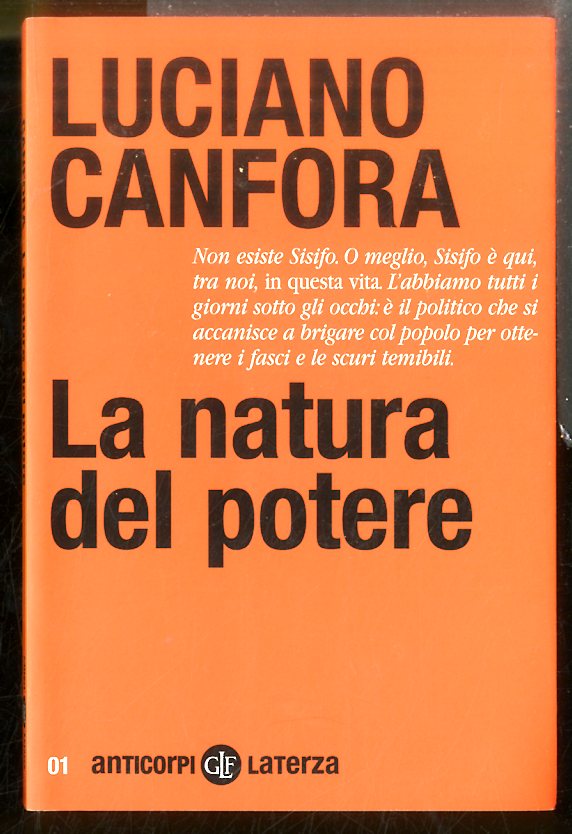 LUCIANO
CANFORA
Non esiste Sisifo. O meglio, Sisifo è qui,
tra noi, in questa vita. L'abbiamo tutti i
giorni sotto gli occhi: è il politico che si
accanisce a brigare col popolo per otte-
nere i fasci e le scuri temibili.
La natura
del potere
01 anTICORPI GLF LaTERZA